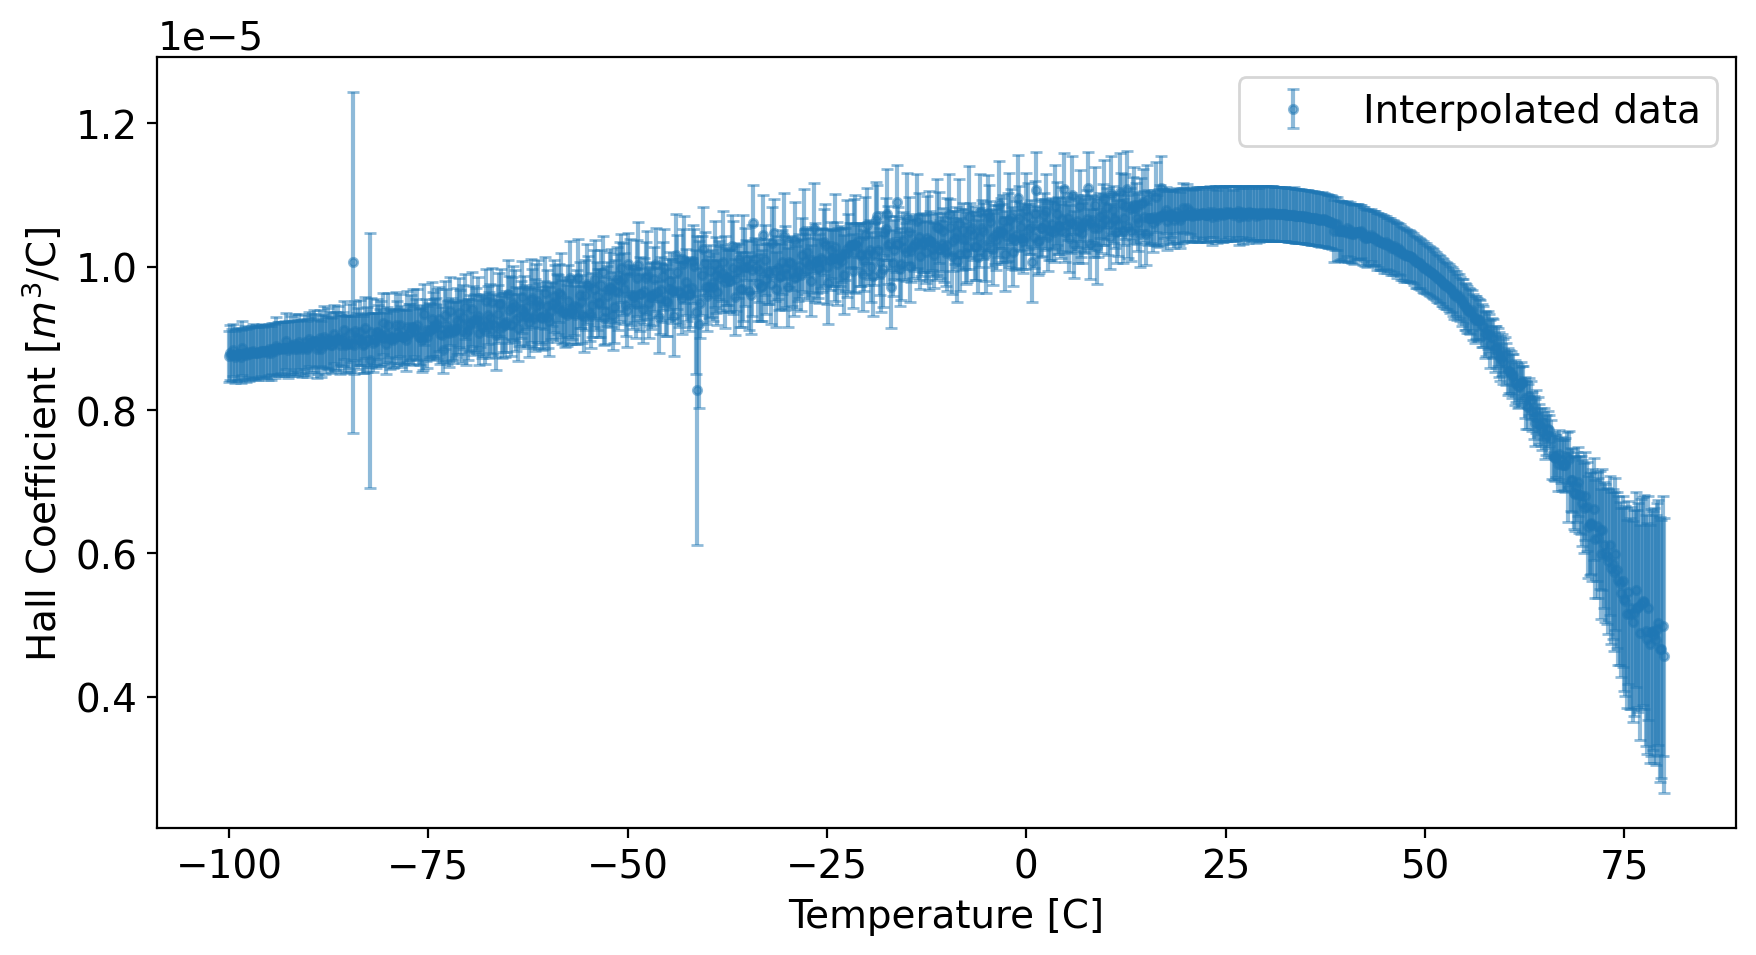 1e−5
Interpolated data
1.2
1.0
0.8
0.6
0.4
Hall Coefficient [m³/C]
−100 −75 −50 −25 0 25 50 75
Temperature [C]